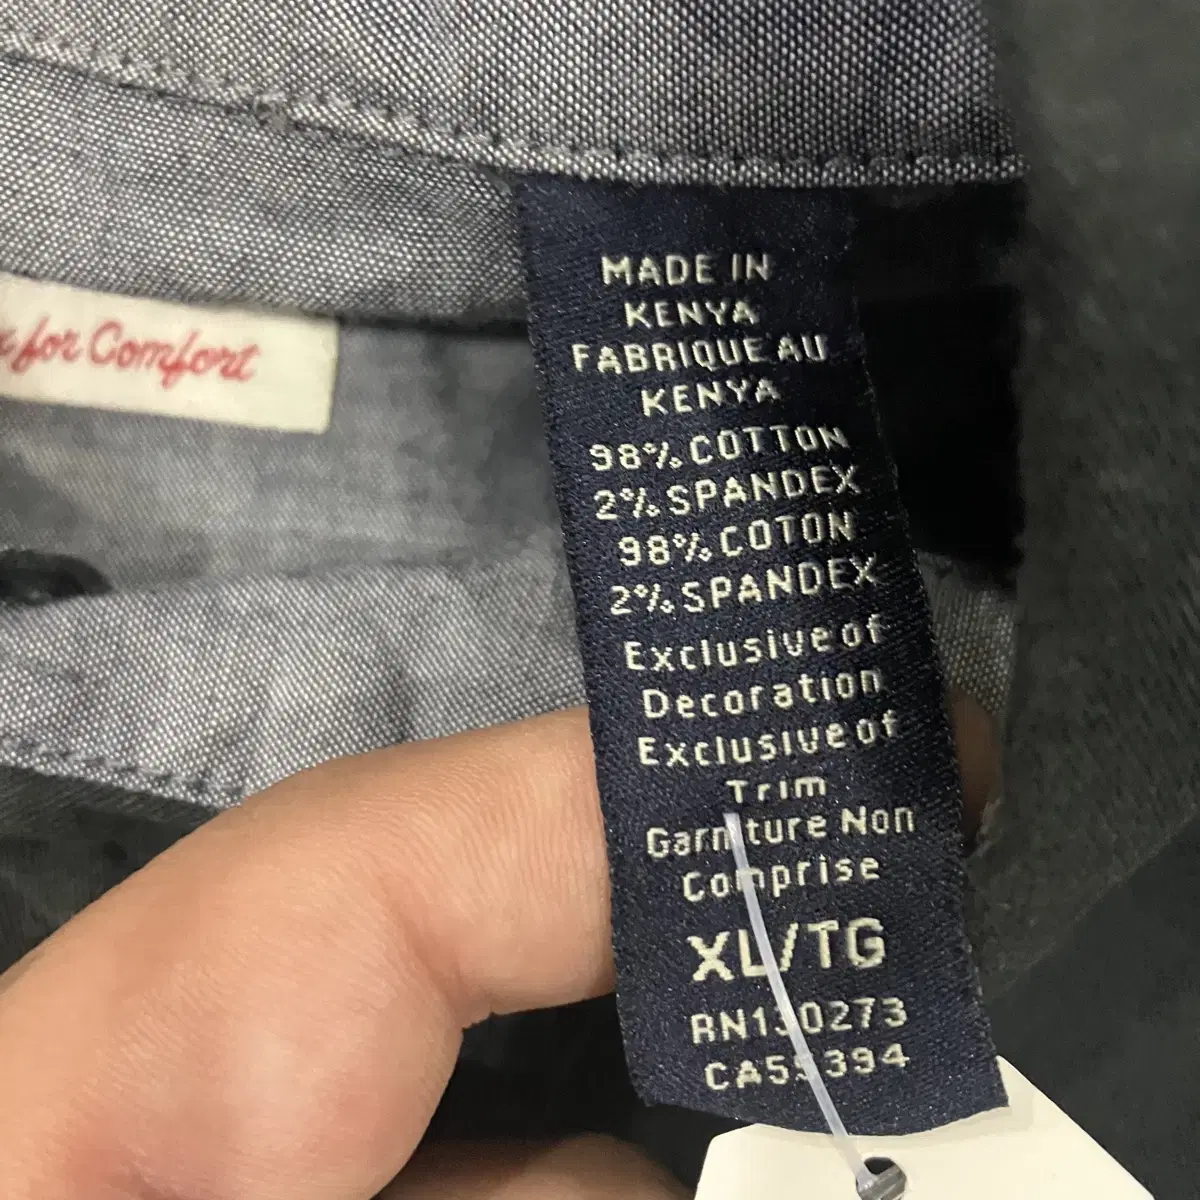 for Comfort
MADE IN
KENYA
FABRIQUE AU
KENYA
98% COTTON
2% SPANDEX
98% COTON
2% SPANDEX
Exclusive of
Decoration
Exclusive of
Trim
Garniture Non
Comprise
XL/TG
RN130273
CA55394